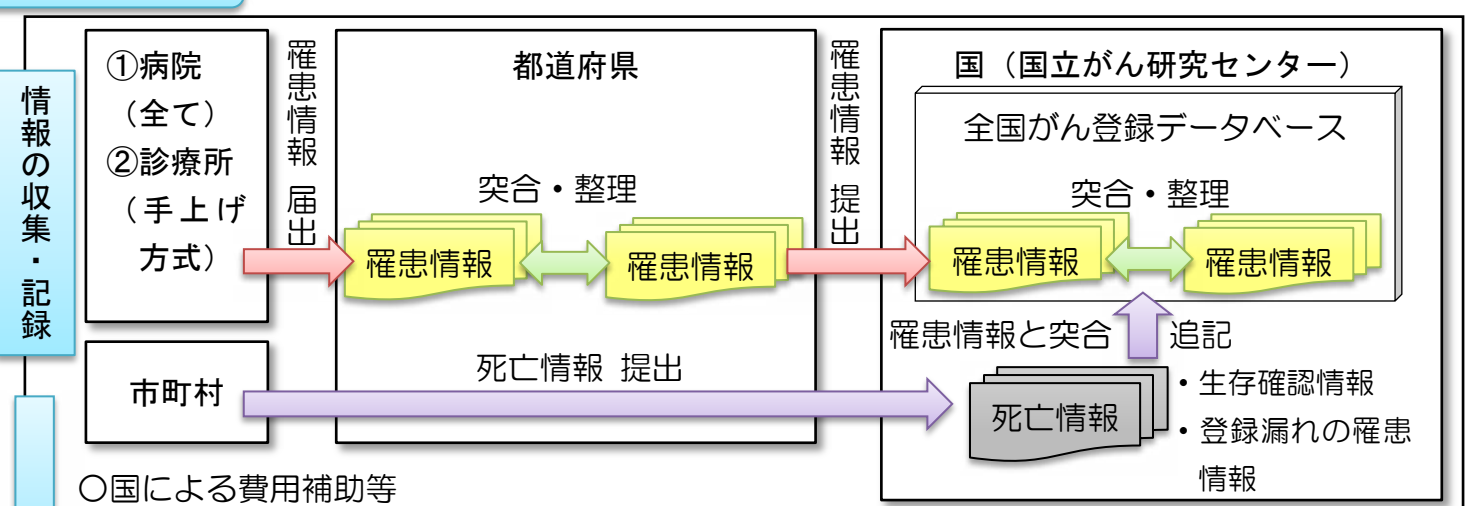 情報の収集・記録
①病院
（全て）
②診療所
（手上げ
方式）
罹患情報 届出
都道府県
突合・整理
罹患情報
罹患情報
罹患情報 提出
国（国立がん研究センター）
全国がん登録データベース
突合・整理
罹患情報
罹患情報
罹患情報と突合
追記
市町村
死亡情報 提出
死亡情報
・生存確認情報
・登録漏れの罹患
情報
〇国による費用補助等